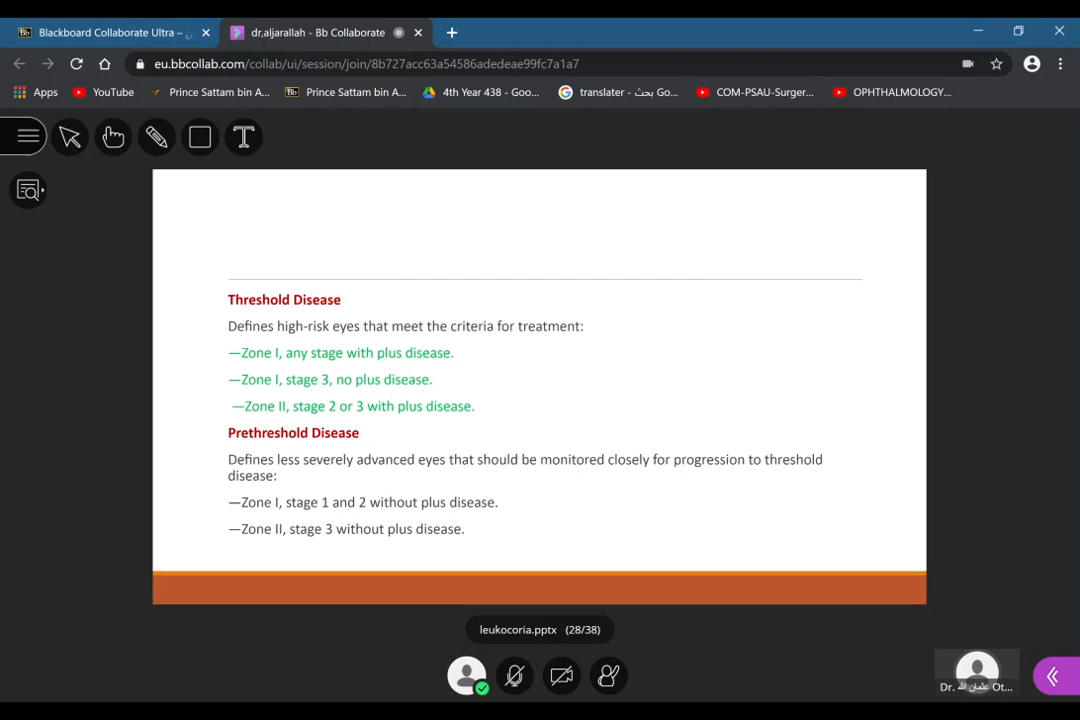 Blackboard Collaborate Ultra –
dr,aljarallah - Bb Collaborate
eu.bbcollab.com/collab/ui/session/join/8b727acc63a54586adedeae99fc7a1a7
Apps
YouTube
Prince Sattam bin A...
Prince Sattam bin A...
4th Year 438 - Goo...
translater - بحث Go...
COM-PSAU-Surger...
OPHTHALMOLOGY...
Threshold Disease
Defines high-risk eyes that meet the criteria for treatment:
—Zone I, any stage with plus disease.
—Zone I, stage 3, no plus disease.
—Zone II, stage 2 or 3 with plus disease.
Prethreshold Disease
Defines less severely advanced eyes that should be monitored closely for progression to threshold
disease:
—Zone I, stage 1 and 2 without plus disease.
—Zone II, stage 3 without plus disease.
leukocoria.pptx (28/38)
Dr. عثمان الله Ot...